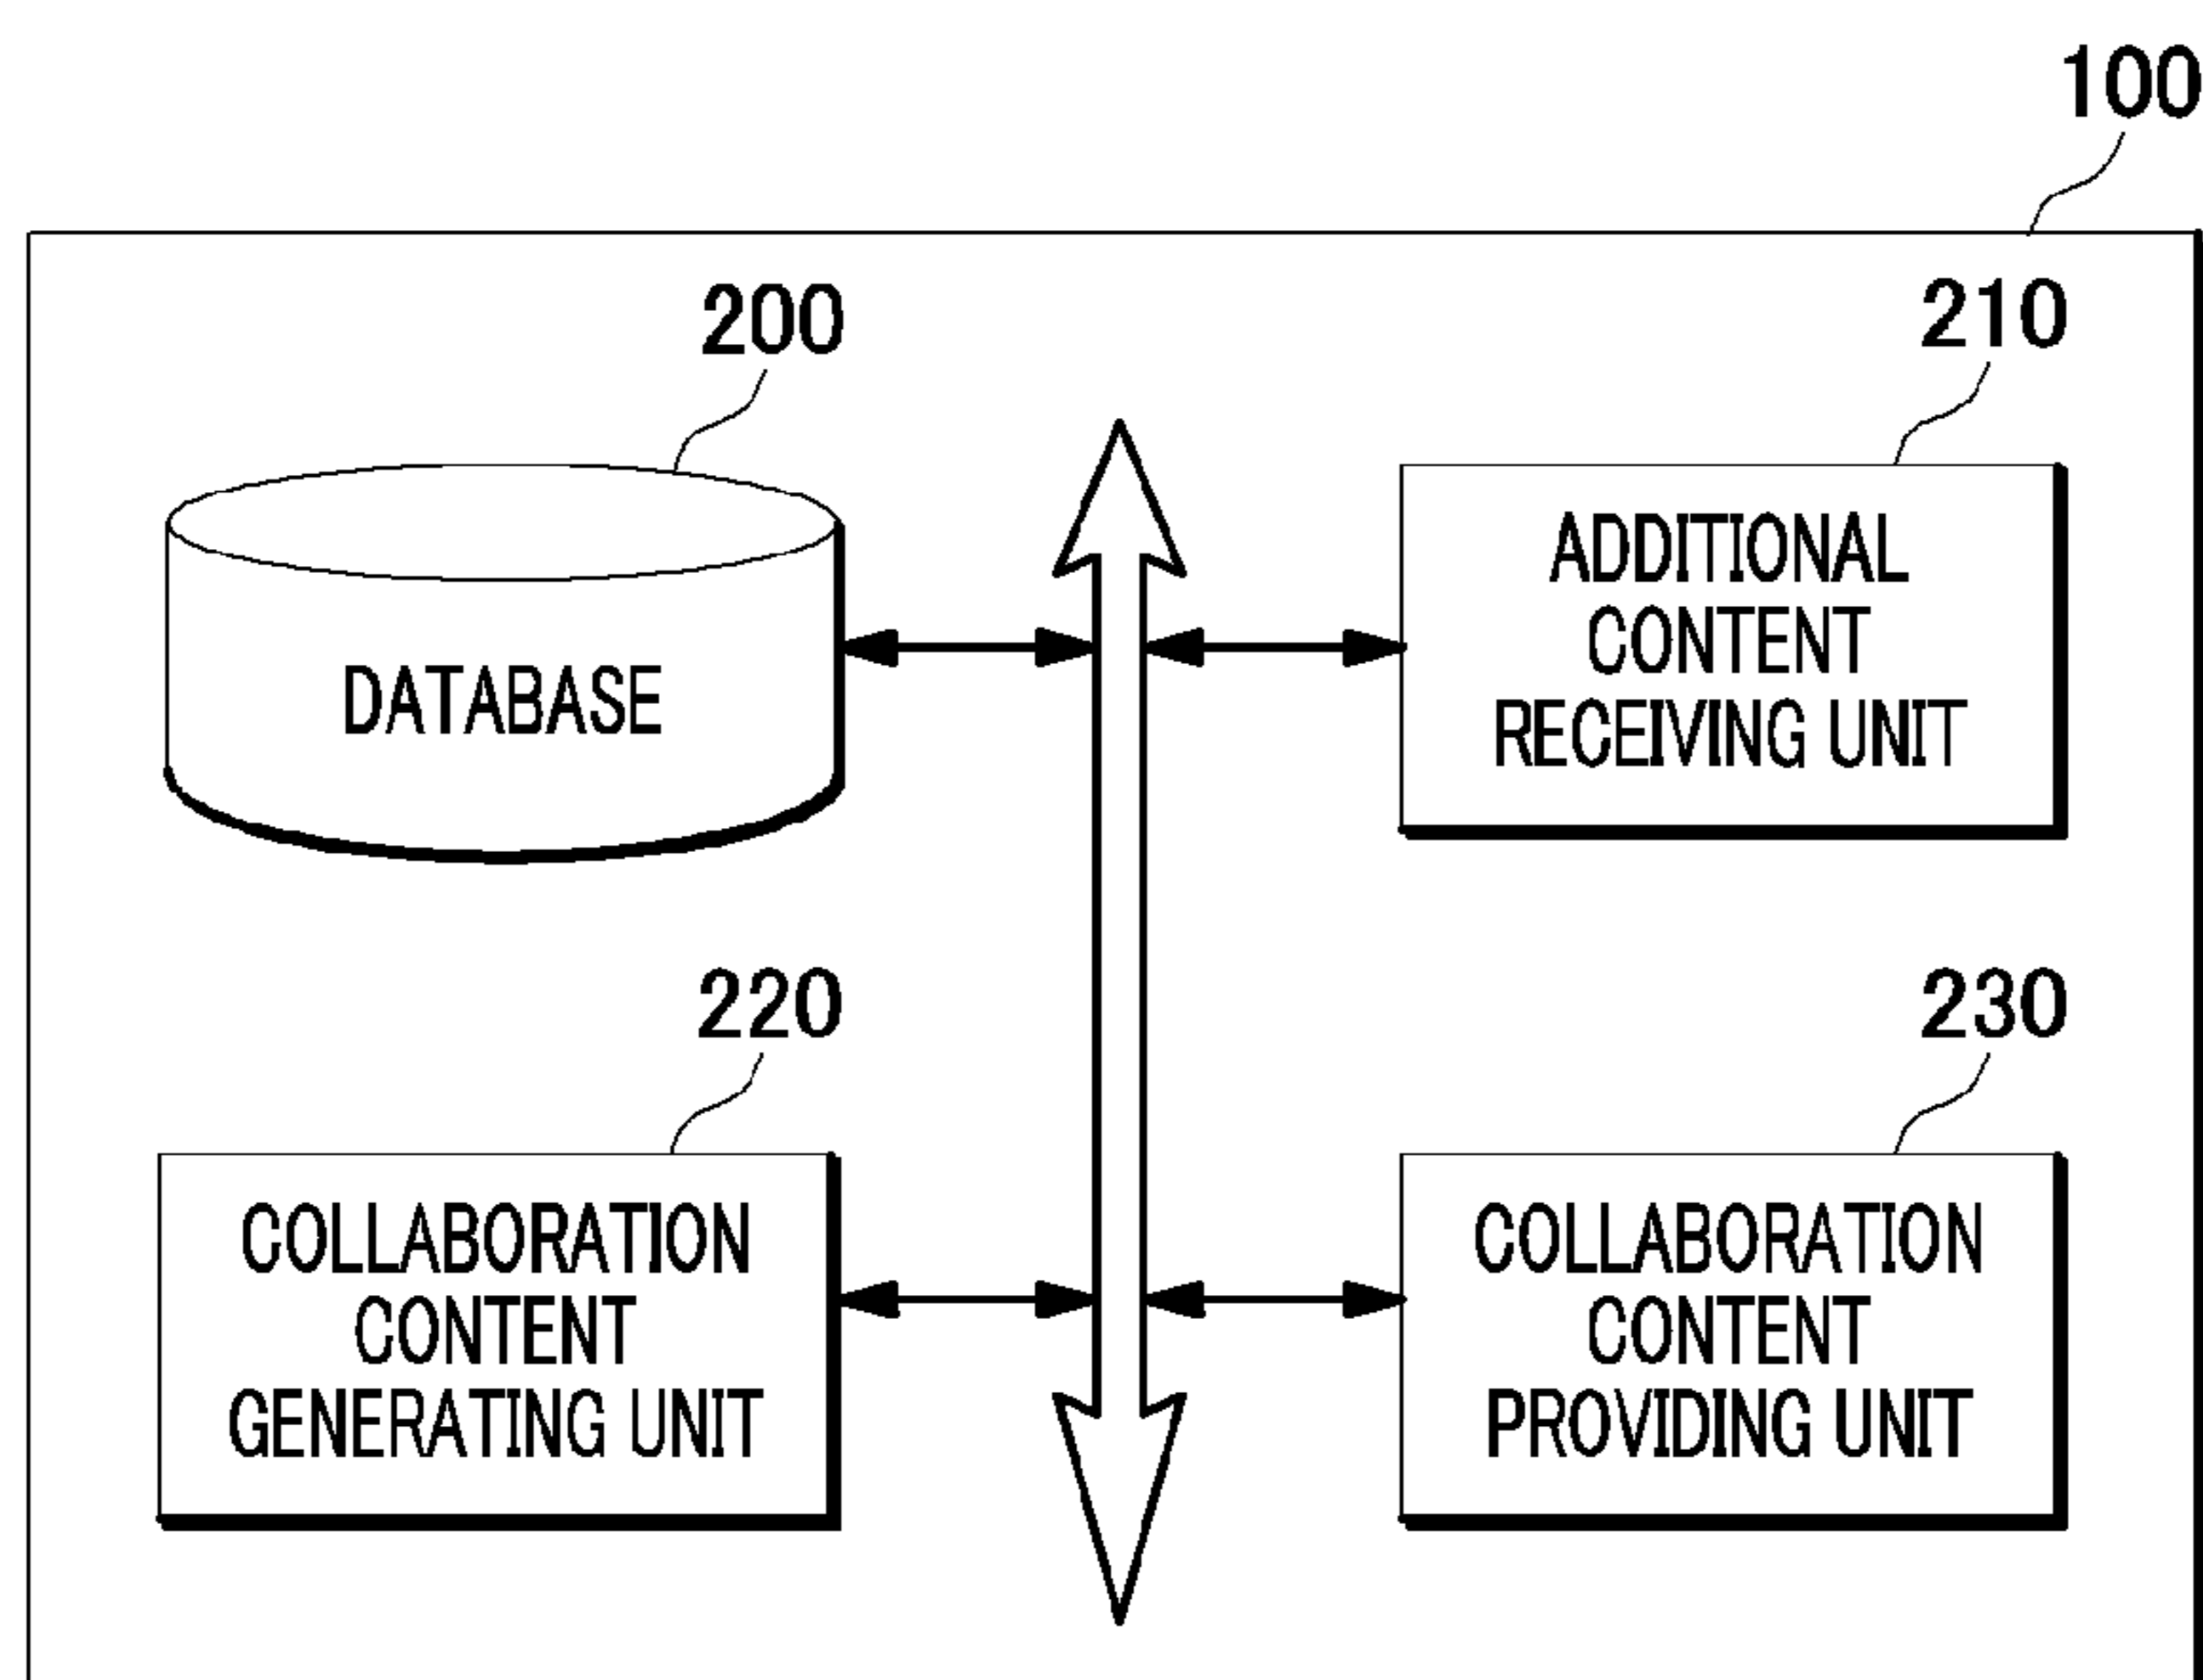 100
200
210
DATABASE
ADDITIONAL
CONTENT
RECEIVING UNIT
220
230
COLLABORATION
CONTENT
GENERATING UNIT
COLLABORATION
CONTENT
PROVIDING UNIT